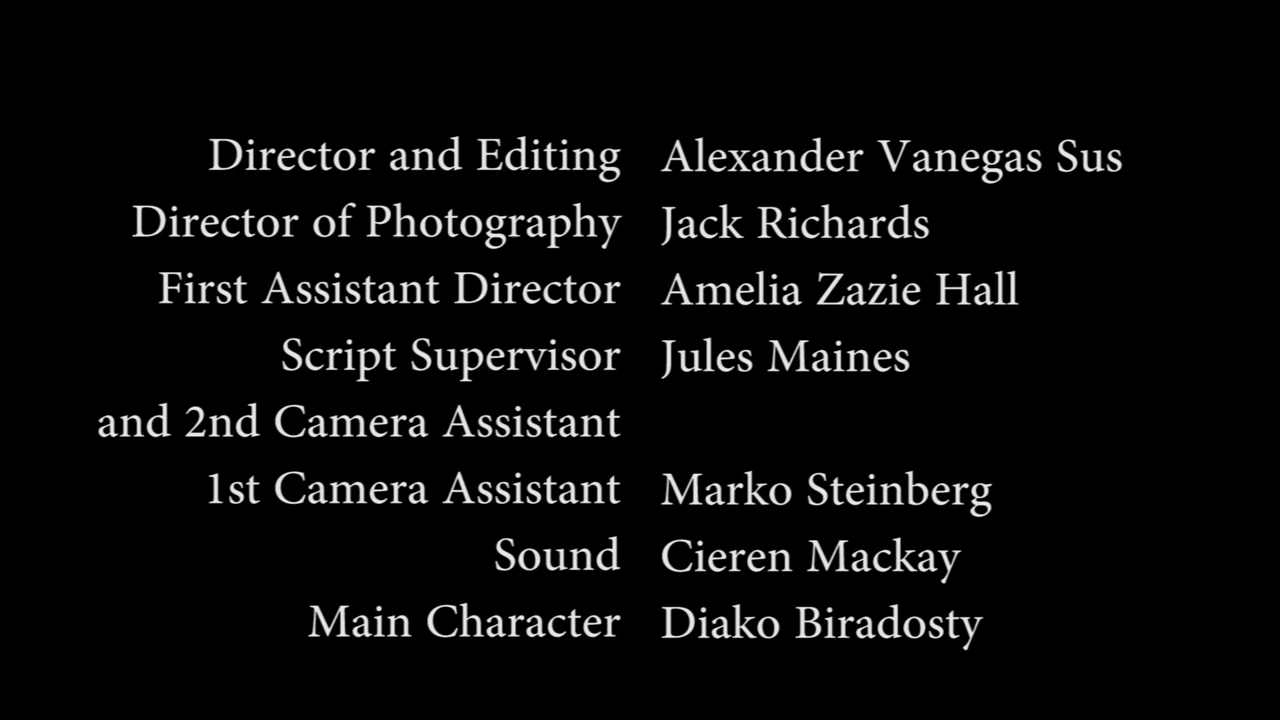 Director and Editing Alexander Vanegas Sus
Director of Photography Jack Richards
First Assistant Director Amelia Zazie Hall
Script Supervisor Jules Maines
and 2nd Camera Assistant
1st Camera Assistant Marko Steinberg
Sound Cieren Mackay
Main Character Diako Biradosty